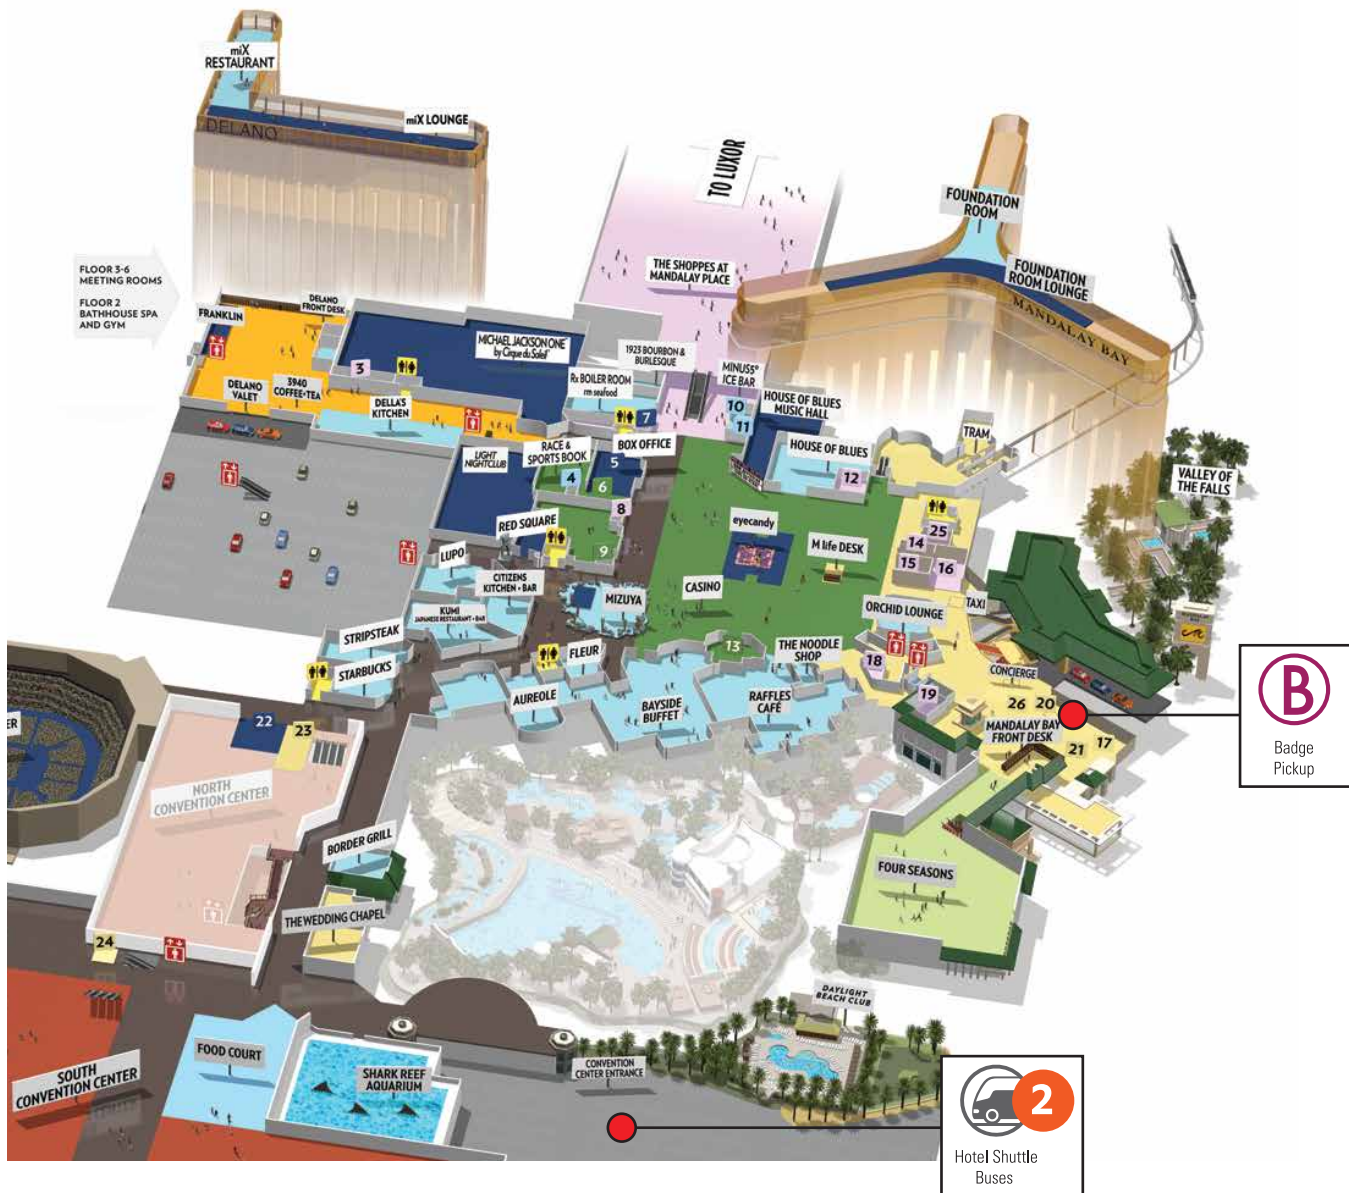 miX
RESTAURANT
miX LOUNGE
DELANO
TO LUXOR
FOUNDATION
ROOM
FOUNDATION
ROOM LOUNGE
MANDALAY BAY
FLOOR 3-6
MEETING ROOMS
FLOOR 2
BATHHOUSE SPA
AND GYM
THE SHOPPES AT
MANDALAY PLACE
FRANKLIN
DELANO
FRONT DESK
MICHAEL JACKSON ONE
by Cirque du Soleil
1923 BOURBON &
BURLESQUE
MINUS5°
ICE BAR
3
Rx BOILER ROOM
rm seafood
DELANO
VALET
3940
COFFEE+TEA
DELLA'S
KITCHEN
7
10
11
HOUSE OF BLUES
MUSIC HALL
TRAM
LIGHT
NIGHTCLUB
RACE &
SPORTS BOOK
BOX OFFICE
HOUSE OF BLUES
VALLEY OF
THE FALLS
5
4
6
12
8
25
RED SQUARE
eyecandy
14
LUPO
9
M life DESK
15
16
CITIZENS
KITCHEN + BAR
MIZUYA
CASINO
TAXI
KUMI
JAPANESE RESTAURANT + BAR
ORCHID LOUNGE
STRIPSTEAK
STARBUCKS
FLEUR
13
THE NOODLE
SHOP
18
CONCIERGE
AUREOLE
BAYSIDE
BUFFET
RAFFLES
CAFÉ
19
26
20
B
Badge
Pickup
22
23
MANDALAY BAY
FRONT DESK
21
17
NORTH
CONVENTION CENTER
BORDER GRILL
FOUR SEASONS
THE WEDDING CHAPEL
24
DAYLIGHT
BEACH CLUB
FOOD COURT
SHARK REEF
AQUARIUM
CONVENTION
CENTER ENTRANCE
SOUTH
CONVENTION CENTER
2
Hotel Shuttle
Buses